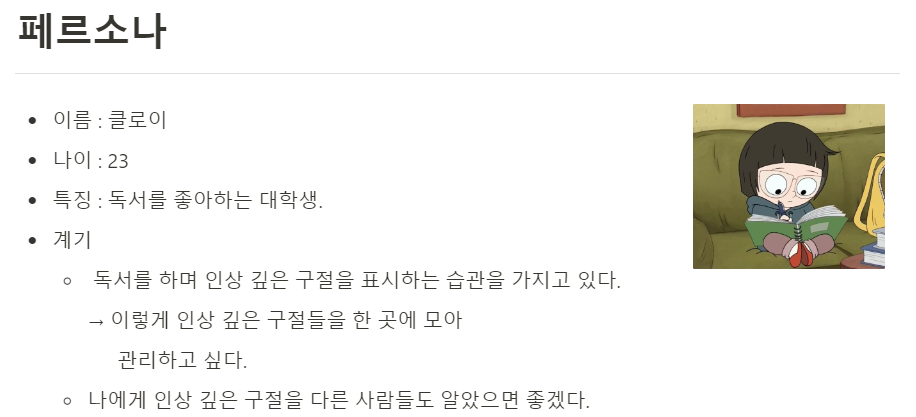 페르소나
이름 : 클로이
나이 : 23
특징 : 독서를 좋아하는 대학생.
계기
독서를 하며 인상 깊은 구절을 표시하는 습관을 가지고 있다.
→ 이렇게 인상 깊은 구절들을 한 곳에 모아
관리하고 싶다.
나에게 인상 깊은 구절을 다른 사람들도 알았으면 좋겠다.